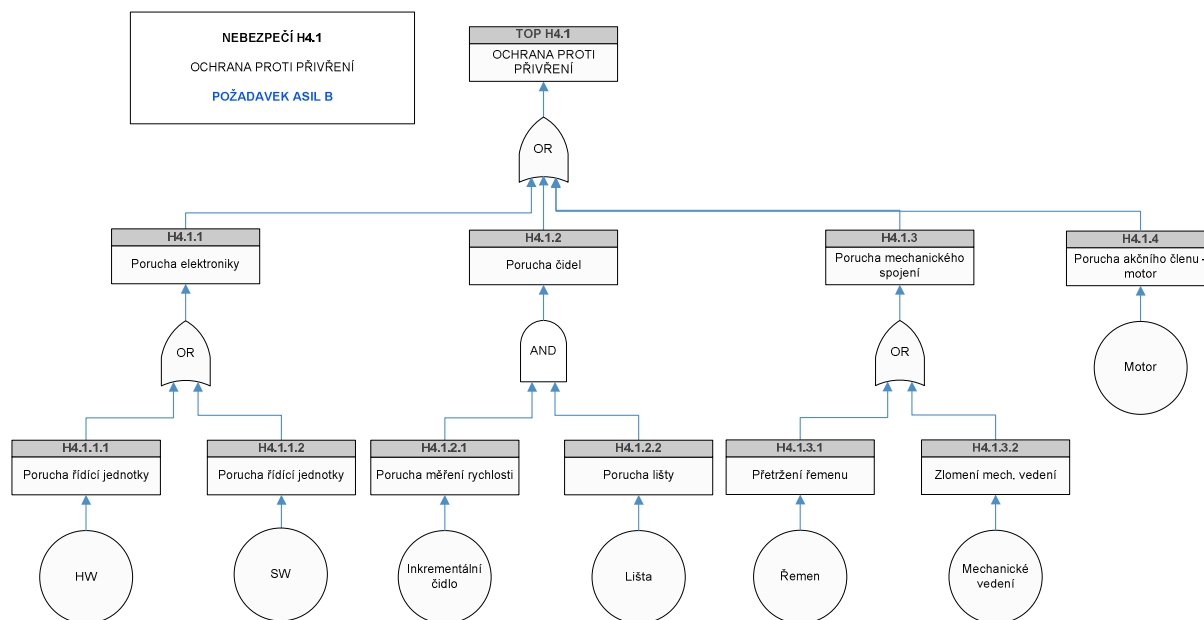 NEBEZPEČÍ H4.1
OCHRANA PROTI PŘIVŘENÍ
POŽADAVEK ASIL B
TOP H4.1
OCHRANA PROTI
PŘIVŘENÍ
OR
H4.1.1
Porucha elektroniky
H4.1.2
Porucha čidel
H4.1.3
Porucha mechanického
spojení
H4.1.4
Porucha akčního členu -
motor
OR
AND
OR
Motor
H4.1.1.1
Porucha řídící jednotky
H4.1.1.2
Porucha řídící jednotky
H4.1.2.1
Porucha měření rychlosti
H4.1.2.2
Porucha lišty
H4.1.3.1
Přetržení řemenu
H4.1.3.2
Zlomení mech. vedení
HW
SW
Inkrementální
čidlo
Lišta
Řemen
Mechanické
vedení